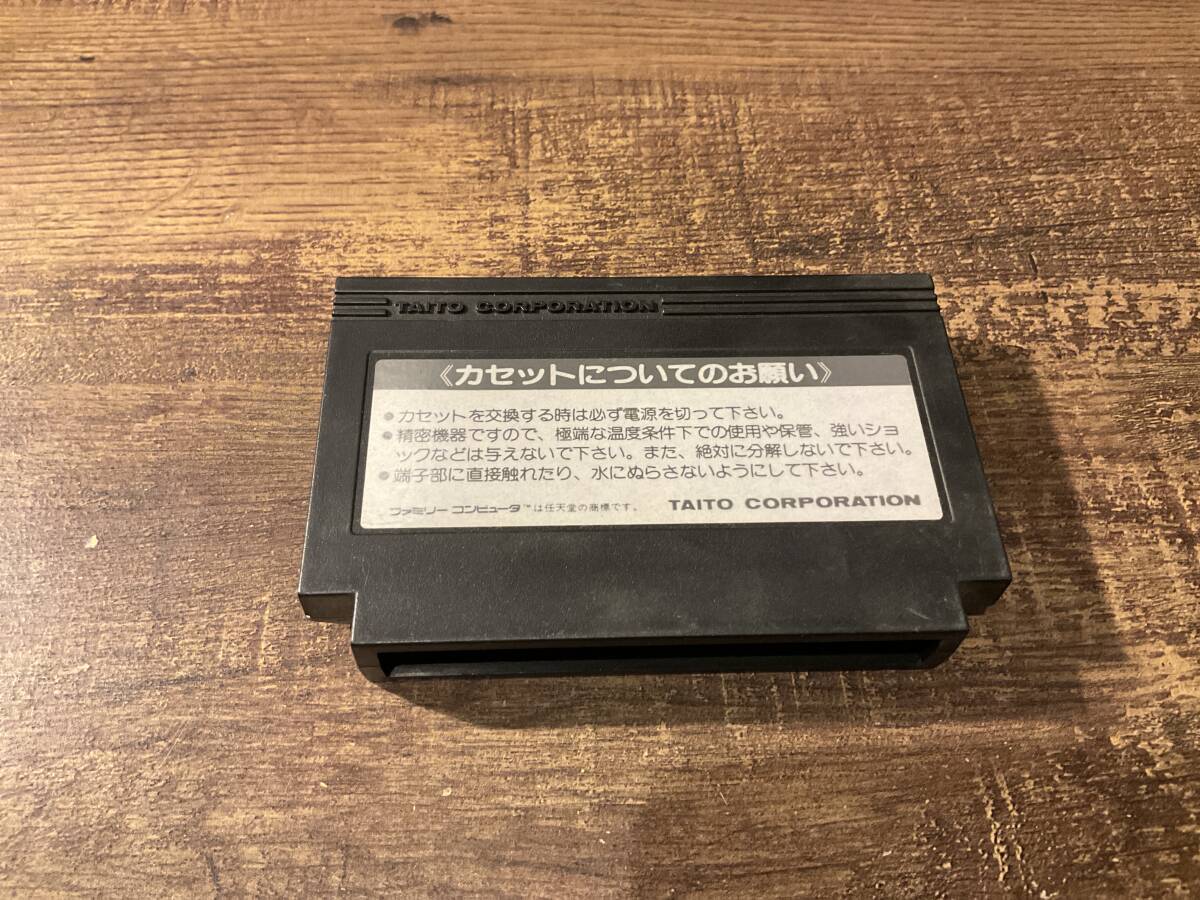 TAITO CORPORATION
《カセットについてのお願い》
●カセットを交換する時は必ず電源を切って下さい。
●精密機器ですので、極端な温度条件下での使用や保管、強いショ
ックなどは与えないで下さい。また、絶対に分解しないで下さい。
●端子部に直接触れたり、水にぬらさないようにして下さい。
ファミリー コンピュータ™は任天堂の商標です。 TAITO CORPORATION